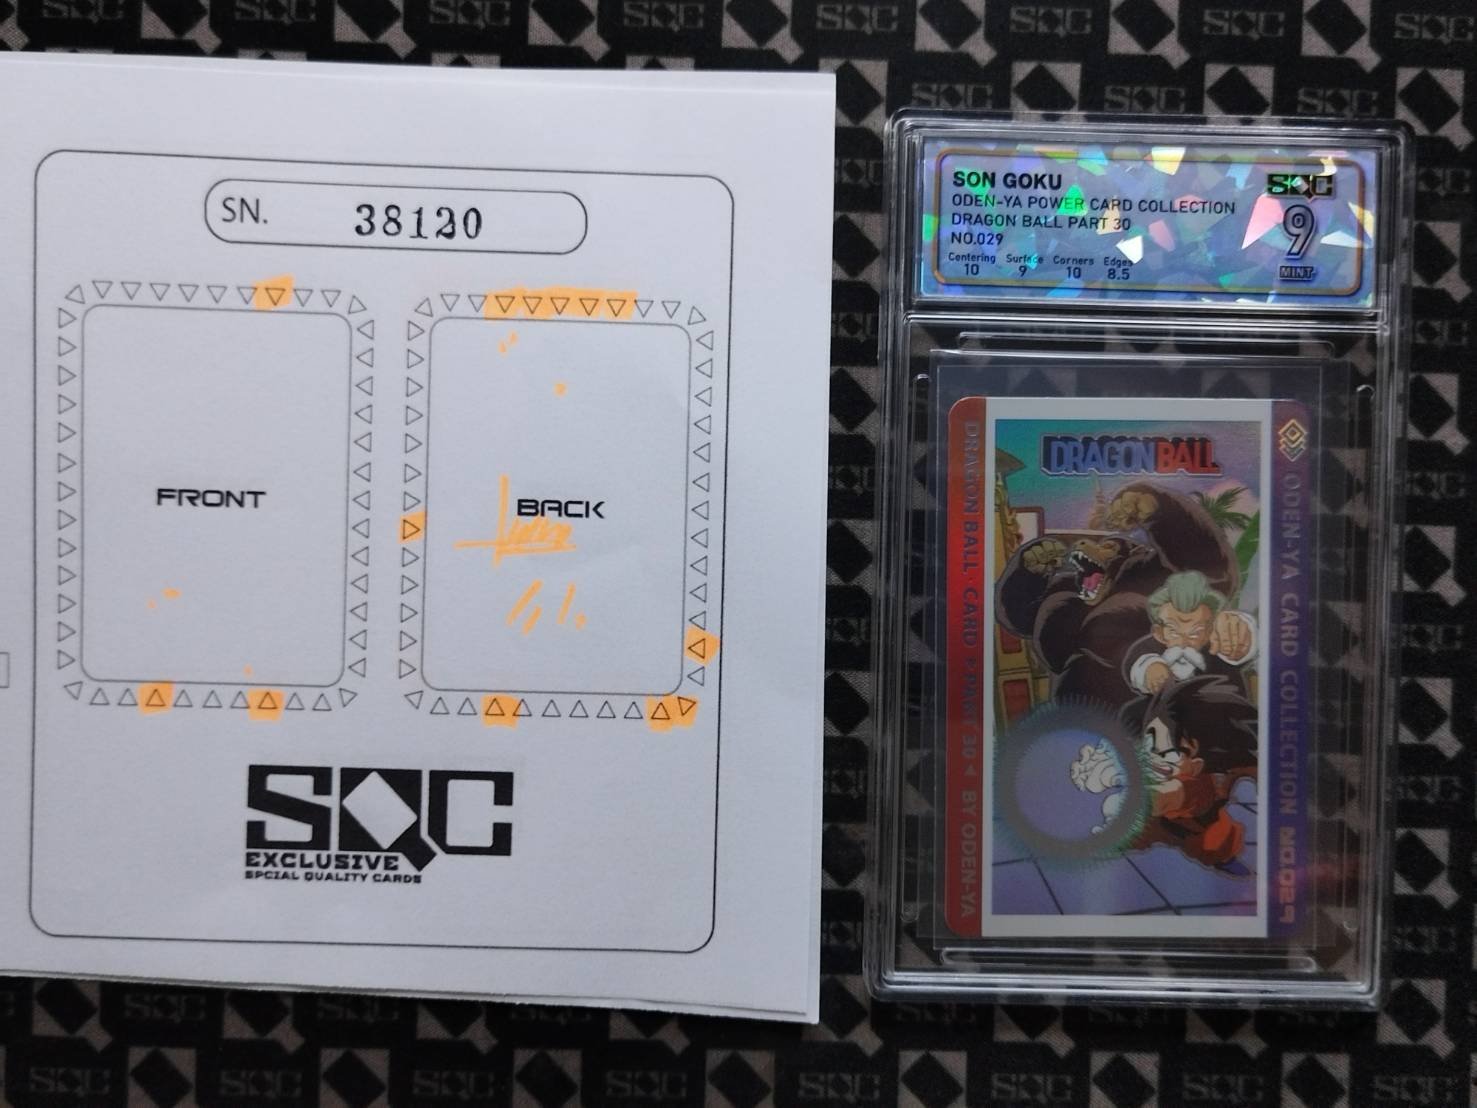 SN. 38120
FRONT
BACK
SQC
EXCLUSIVE
SPCIAL QUALITY CARDS
SON GOKU
ODEN-YA POWER CARD COLLECTION
DRAGON BALL PART 30
NO.029
Centering Surface Corners Edges
10 9 10 8.5
SQC
9
MINT
DRAGON BALL
DRAGON BALL · CARD PART 30 BY ODEN-YA
ODEN-YA CARD COLLECTION NO.029